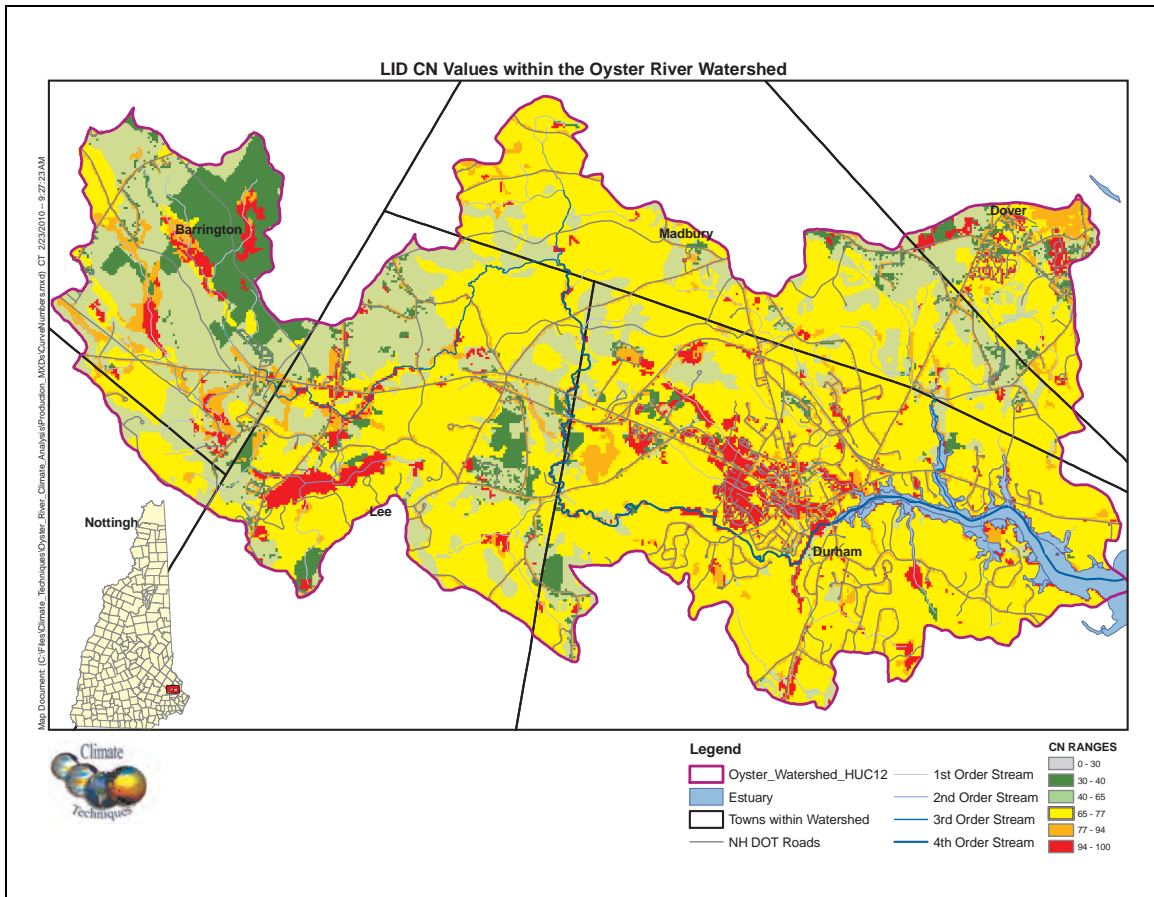 LID CN Values within the Oyster River Watershed
Map Document: (C:\Files\Climate_Techniques\Oyster_River_Climate_Analysis\Production_MXDs\CurveNumbers.mxd) CT 2/23/2010 -- 9:27:23 AM
Barrington
Madbury
Dover
Lee
Durham
Nottingh
Climate
Techniques
Legend
Oyster_Watershed_HUC12
Estuary
Towns within Watershed
NH DOT Roads
1st Order Stream
2nd Order Stream
3rd Order Stream
4th Order Stream
CN RANGES
0 - 30
30 - 40
40 - 65
65 - 77
77 - 94
94 - 100